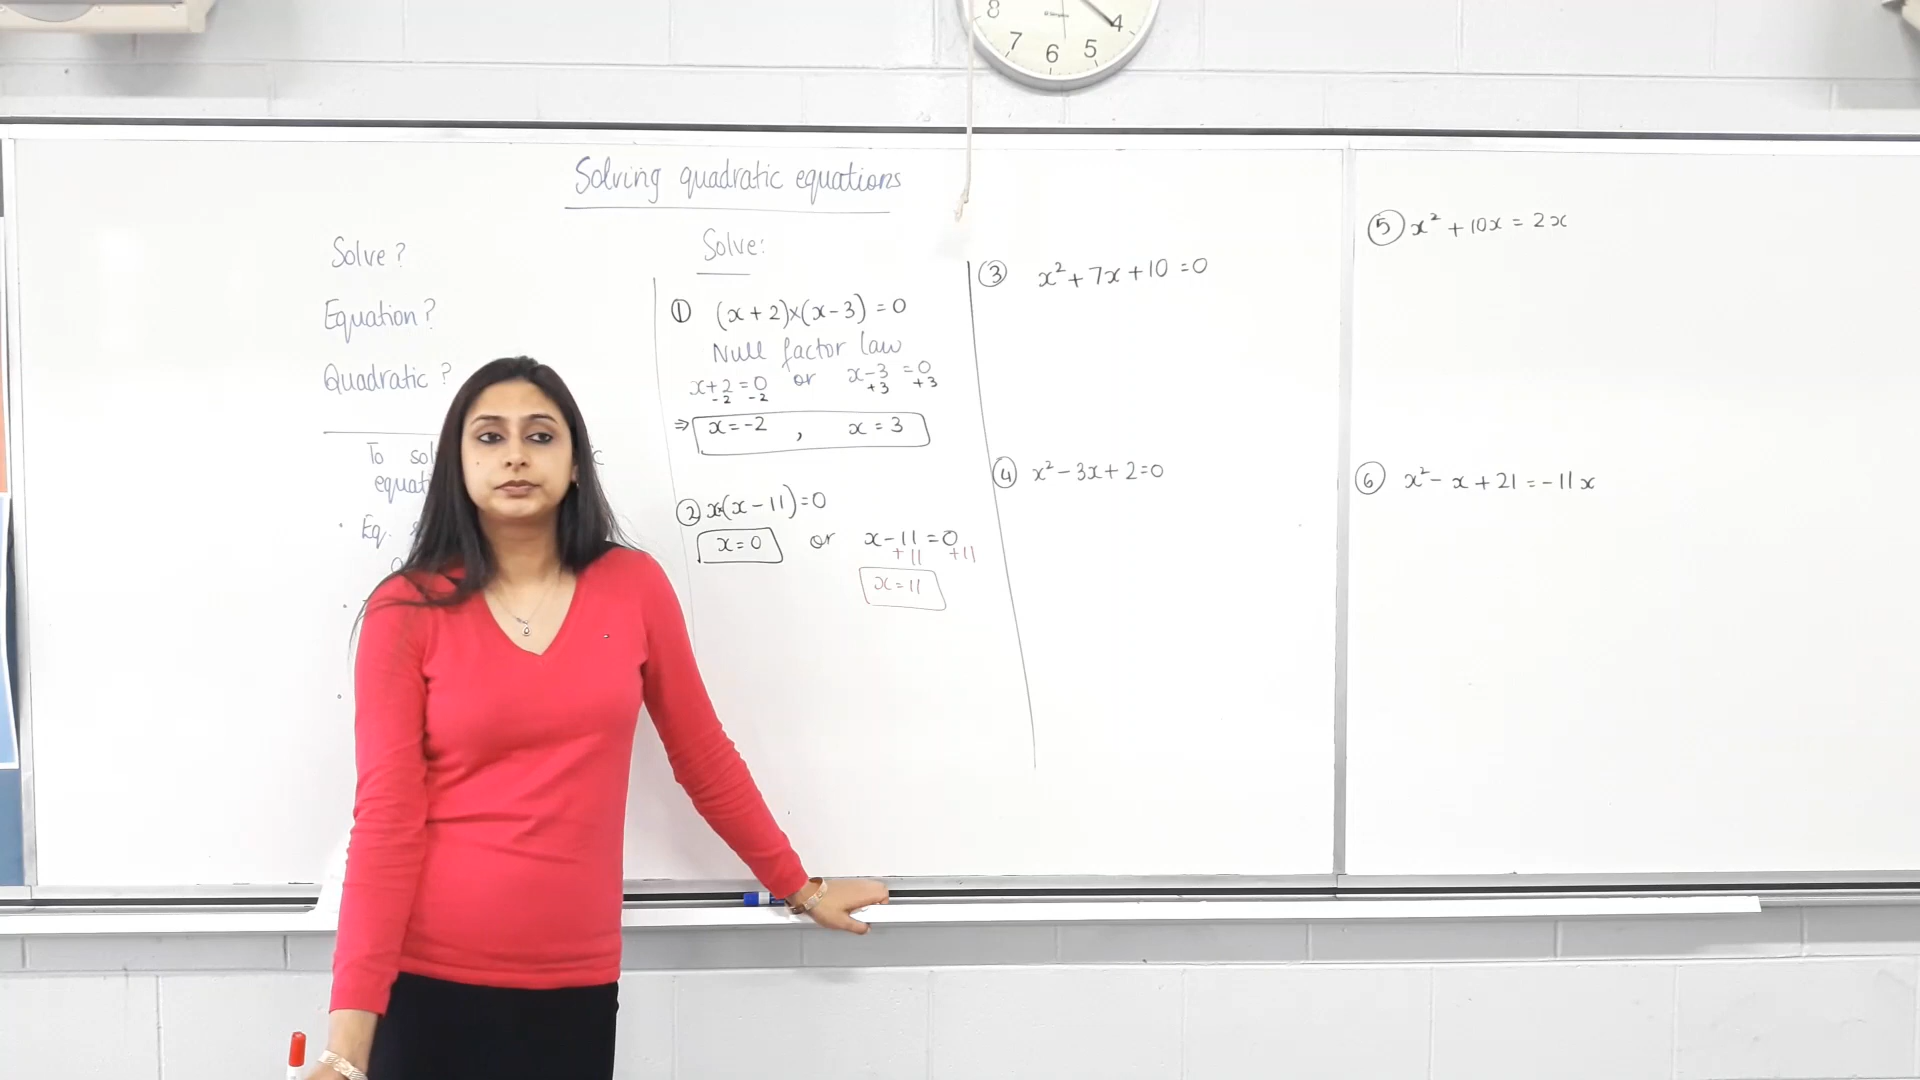 8 7 6 5 4
Solving quadratic equations
Solve?
Equation?
Quadratic?
To
Eq.
Solve:
① (x+2)×(x-3) = 0
Null factor law
x+2=0 or x-3 =0
-2 -2 +3 +3
⇒ x=-2 , x=3
② x×(x-11)=0
x=0 or x-11=0
+11 +11
x=11
③ x²+7x+10=0
④ x²-3x+2=0
⑤ x²+10x=2x
⑥ x²-x+21=-11x